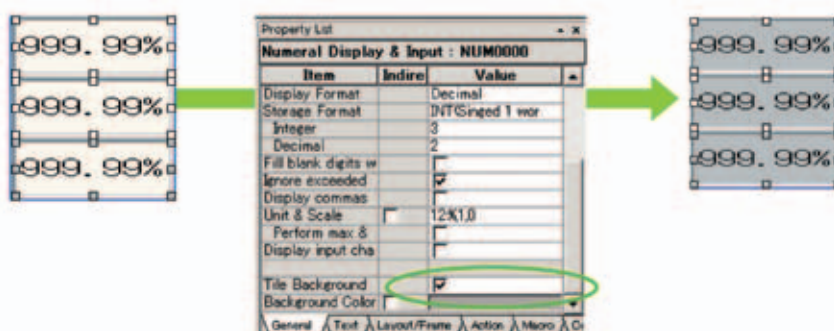 999. 99%
999. 99%
999. 99%
Property List
Numeral Display & Input : NUM0000
Item Indire Value
Display Format Decimal
Storage Format INT(Singed 1 wor
Integer 3
Decimal 2
Fill blank digits w
Ignore exceeded
Display commas
Unit & Scale 12:%,1,0
Perform max &
Display input cha
Tile Background
Background Color
General Text Layout/Frame Action Macro
999. 99%
999. 99%
999. 99%